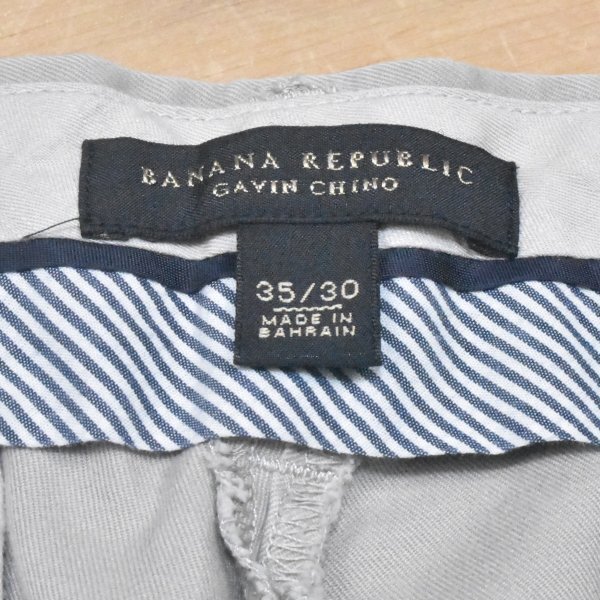 BANANA REPUBLIC
GAVIN CHINO
35/30
MADE IN
BAHRAIN